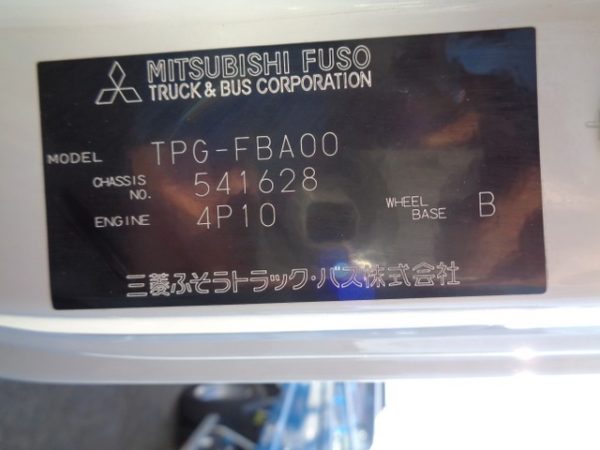 MITSUBISHI FUSO
TRUCK & BUS CORPORATION
MODEL TPG-FBA00
CHASSIS NO. 541628
ENGINE 4P10 WHEEL BASE B
三菱ふそうトラック・バス株式会社